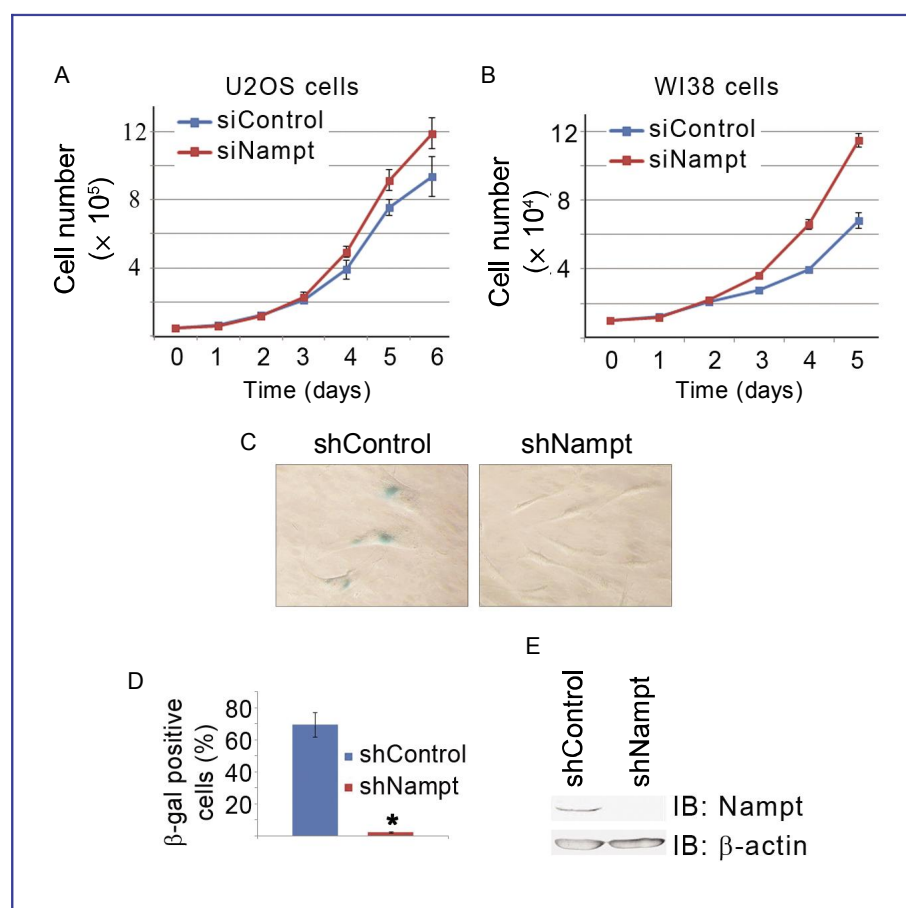 A
U2OS cells
siControl
siNampt
12
8
4
Cell number
(× 10⁵)
0 1 2 3 4 5 6
Time (days)
B
WI38 cells
siControl
siNampt
12
8
4
Cell number
(× 10⁴)
0 1 2 3 4 5
Time (days)
C
shControl
shNampt
D
80
60
40
20
β-gal positive
cells (%)
shControl
shNampt
*
E
shControl
shNampt
IB: Nampt
IB: β-actin